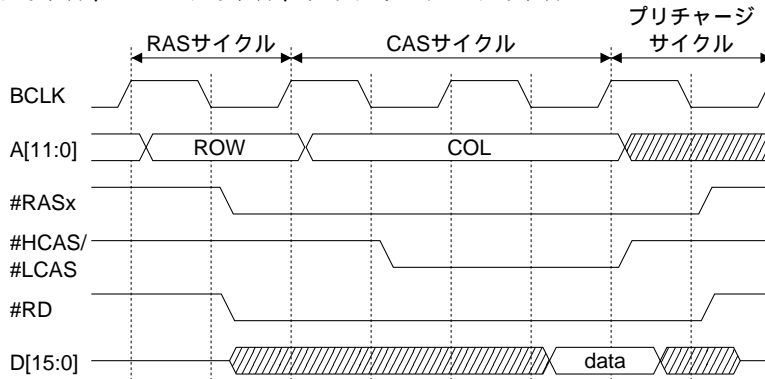 プリチャージ
RASサイクル CASサイクル サイクル
BCLK
A[11:0] ROW COL
#RASx
#HCAS/
#LCAS
#RD
D[15:0] data